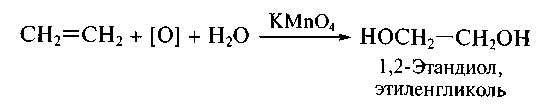 KMnO₄
CH₂=CH₂ + [O] + H₂O → HOCH₂—CH₂OH
1,2-Этандиол,
этиленгликоль